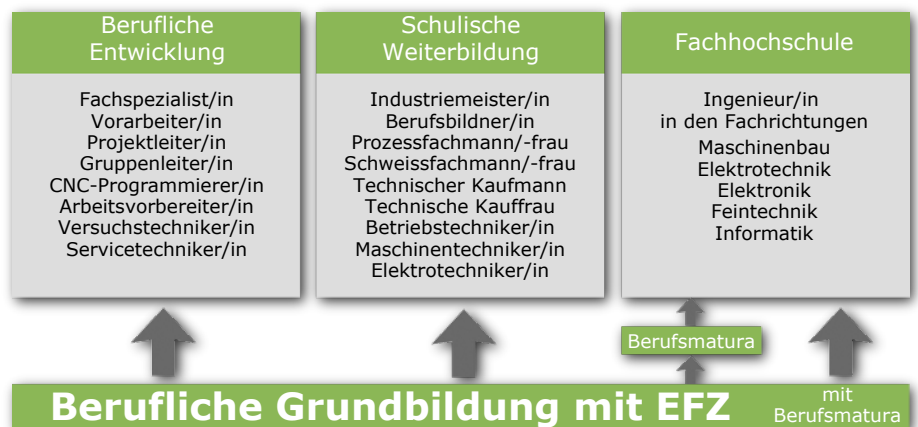 Berufliche
Entwicklung
Fachspezialist/in
Vorarbeiter/in
Projektleiter/in
Gruppenleiter/in
CNC-Programmierer/in
Arbeitsvorbereiter/in
Versuchstechniker/in
Servicetechniker/in
Schulische
Weiterbildung
Industriemeister/in
Berufsbildner/in
Prozessfachmann/-frau
Schweissfachmann/-frau
Technischer Kaufmann
Technische Kauffrau
Betriebstechniker/in
Maschinentechniker/in
Elektrotechniker/in
Fachhochschule
Ingenieur/in
in den Fachrichtungen
Maschinenbau
Elektrotechnik
Elektronik
Feintechnik
Informatik
Berufsmatura
Berufliche Grundbildung mit EFZ
mit
Berufsmatura